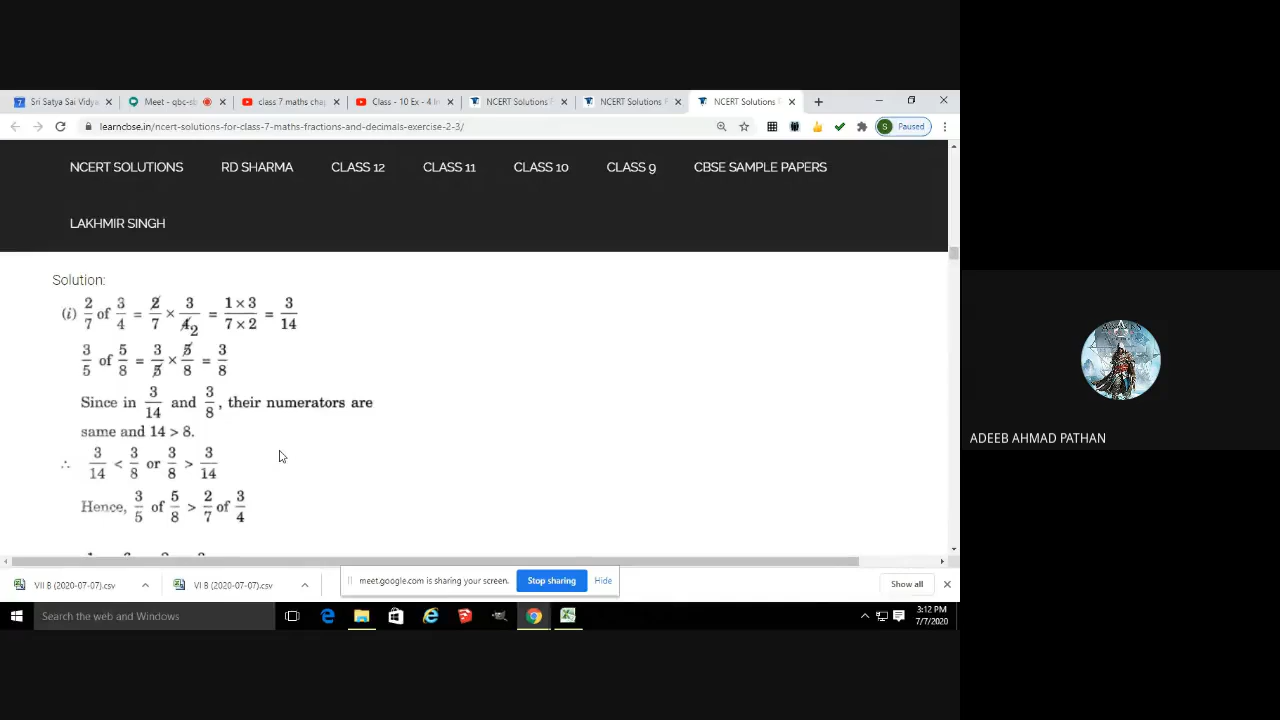 Sri Satya Sai Vidya
Meet - qbc-sb
class 7 maths chap
Class - 10 Ex - 4 In
NCERT Solutions F
NCERT Solutions F
NCERT Solutions F
learncbse.in/ncert-solutions-for-class-7-maths-fractions-and-decimals-exercise-2-3/
S Paused
NCERT SOLUTIONS RD SHARMA CLASS 12 CLASS 11 CLASS 10 CLASS 9 CBSE SAMPLE PAPERS
LAKHMIR SINGH
Solution:
(i) 2/7 of 3/4 = 2/7 × 3/4 2 = 1 × 3/7 × 2 = 3/14
3/5 of 5/8 = 3/5 × 5/8 = 3/8
Since in 3/14 and 3/8, their numerators are
same and 14 > 8.
∴ 3/14 < 3/8 or 3/8 > 3/14
Hence, 3/5 of 5/8 > 2/7 of 3/4
ADEEB AHMAD PATHAN
VII B (2020-07-07).csv
VI B (2020-07-07).csv
meet.google.com is sharing your screen. Stop sharing Hide
Show all
Search the web and Windows
3:12 PM
7/7/2020